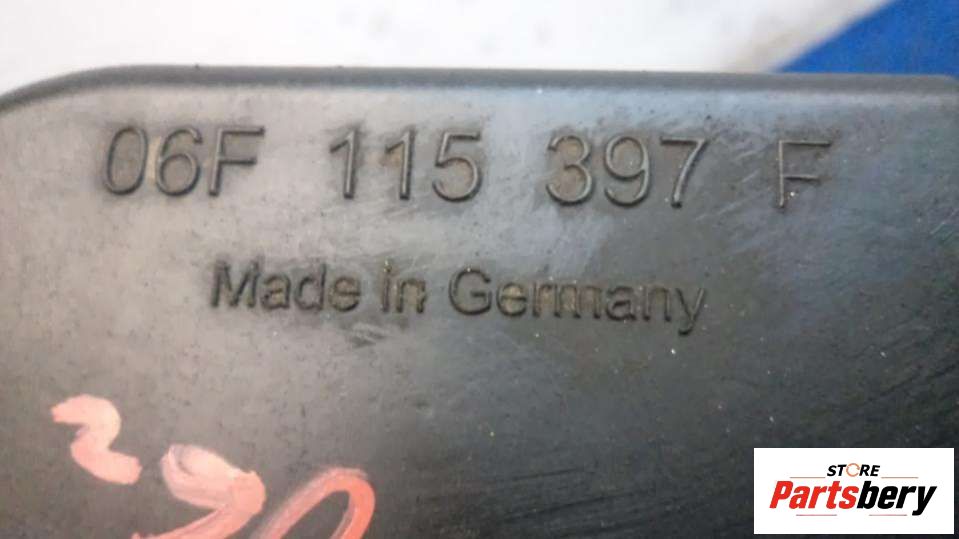 06F 115 397 F
Made in Germany
STORE
Partsbery